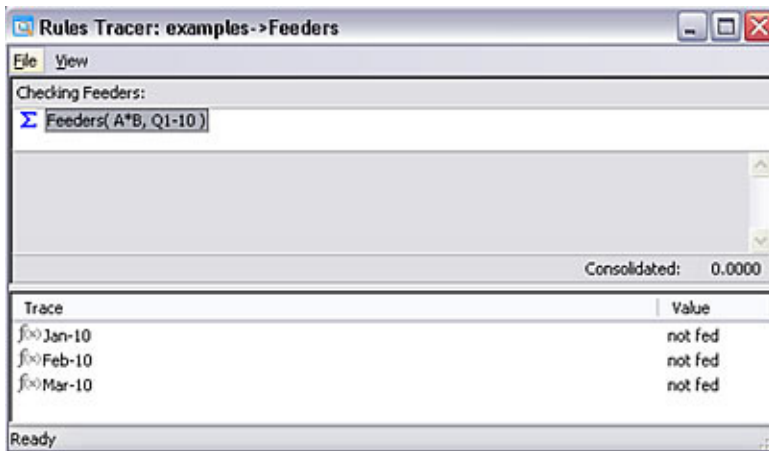 Rules Tracer: examples->Feeders
File View
Checking Feeders:
Σ Feeders( A*B, Q1-10 )
Consolidated: 0.0000
Trace Value
f(x) Jan-10 not fed
f(x) Feb-10 not fed
f(x) Mar-10 not fed
Ready